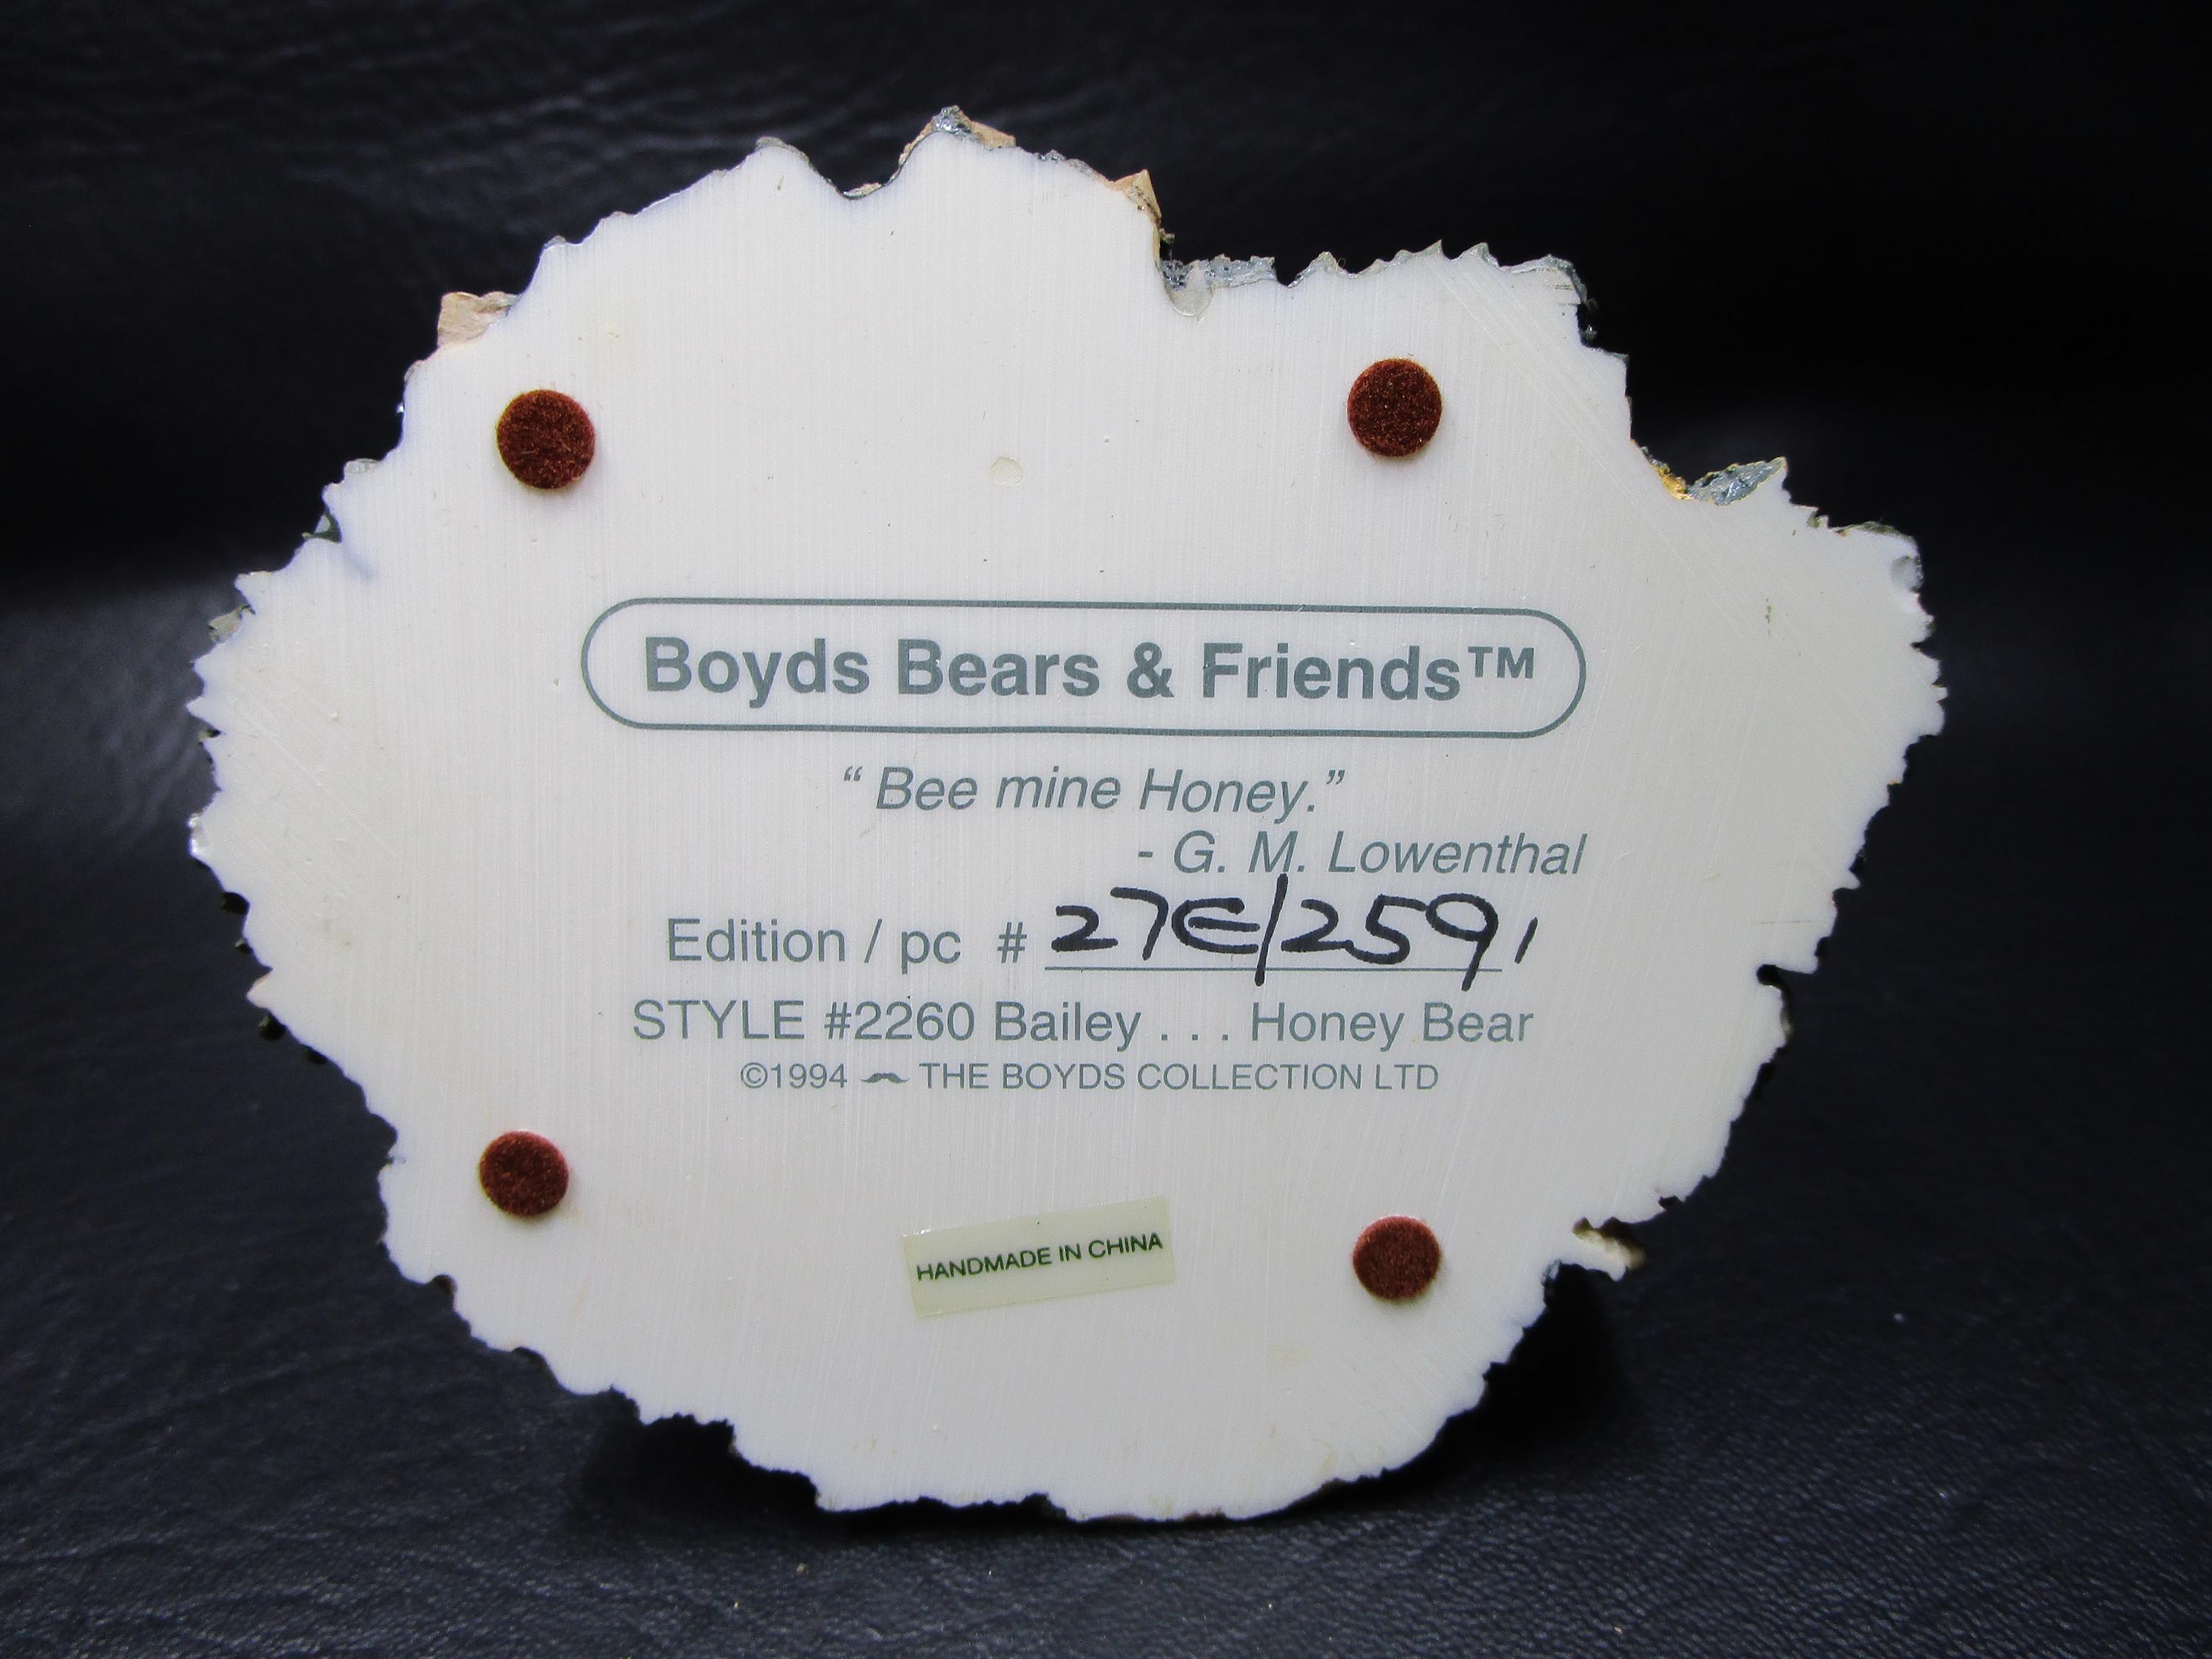 Boyds Bears & Friends™
“ Bee mine Honey.”
- G. M. Lowenthal
Edition / pc # 27E/2591
STYLE #2260 Bailey . . . Honey Bear
©1994 THE BOYDS COLLECTION LTD
HANDMADE IN CHINA